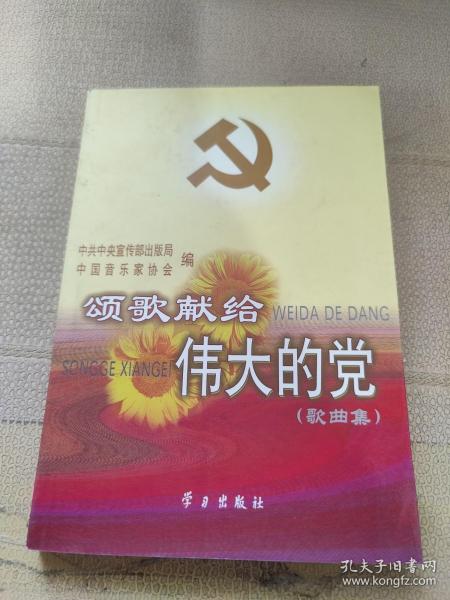 中共中央宣传部出版局
中国音乐家协会
编
颂歌献给
WEIDA DE DANG
SONGGE XIANGEI
伟大的党
（歌曲集）
学习出版社
孔夫子旧书网
www.kongfz.com